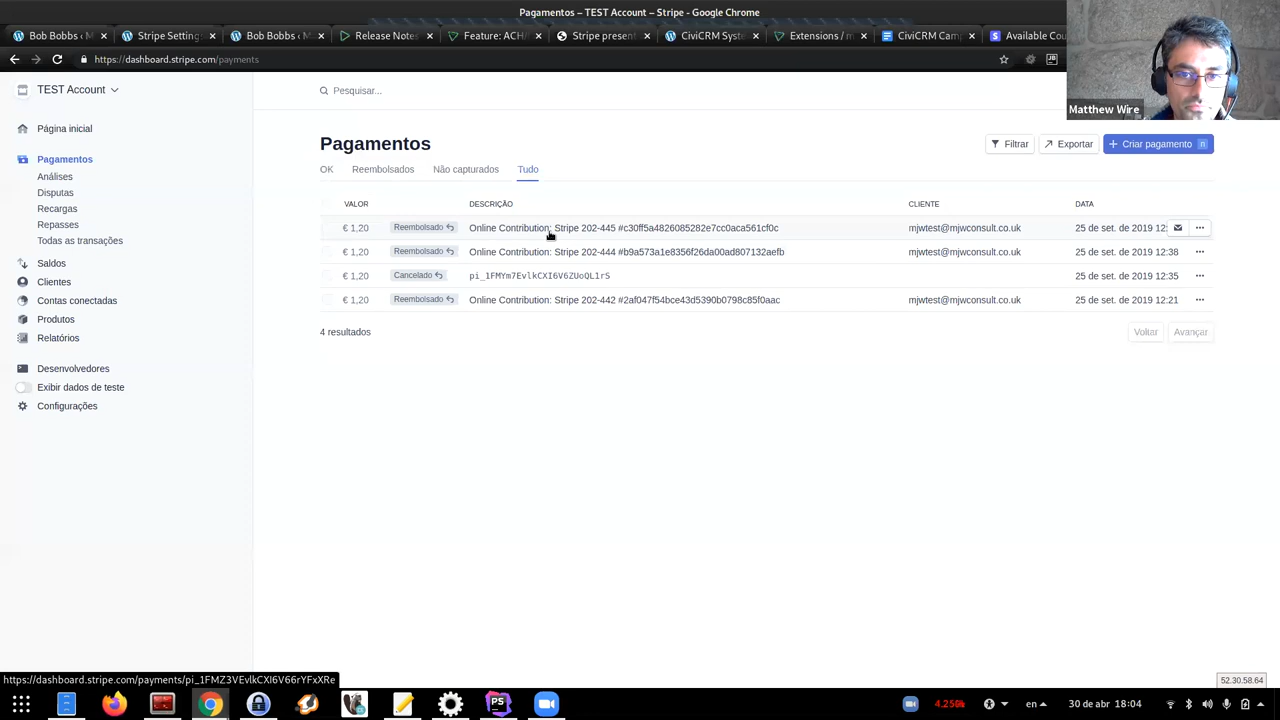 Pagamentos – TEST Account – Stripe - Google Chrome
Bob Bobbs ‹ M
Stripe Setting
Bob Bobbs ‹ M
Release Note
Feature: ACH/
Stripe present
CiviCRM Syste
Extensions / m
CiviCRM Camp
Available Cou
https://dashboard.stripe.com/payments
Matthew Wire
TEST Account
Página inicial
Pagamentos
Análises
Disputas
Recargas
Repasses
Todas as transações
Saldos
Clientes
Contas conectadas
Produtos
Relatórios
Desenvolvedores
Exibir dados de teste
Configurações
Pesquisar...
Pagamentos
Filtrar
Exportar
Criar pagamento n
OK Reembolsados Não capturados Tudo
VALOR DESCRIÇÃO CLIENTE DATA
€ 1,20 Reembolsado Online Contribution: Stripe 202-445 #c30ff5a4826085282e7cc0aca561cf0c mjwtest@mjwconsult.co.uk 25 de set. de 2019 12:
€ 1,20 Reembolsado Online Contribution: Stripe 202-444 #b9a573a1e8356f26da00ad807132aefb mjwtest@mjwconsult.co.uk 25 de set. de 2019 12:38
€ 1,20 Cancelado pi_1FMYm7EvlkCXI6V6ZUoQL1rS 25 de set. de 2019 12:35
€ 1,20 Reembolsado Online Contribution: Stripe 202-442 #2af047f54bce43d5390b0798c85f0aac mjwtest@mjwconsult.co.uk 25 de set. de 2019 12:21
4 resultados
Voltar Avançar
https://dashboard.stripe.com/payments/pi_1FMZ3VEvlkCXI6V66rYFxXRe
52.30.58.64
PS
4.2506
en
30 de abr 18:04